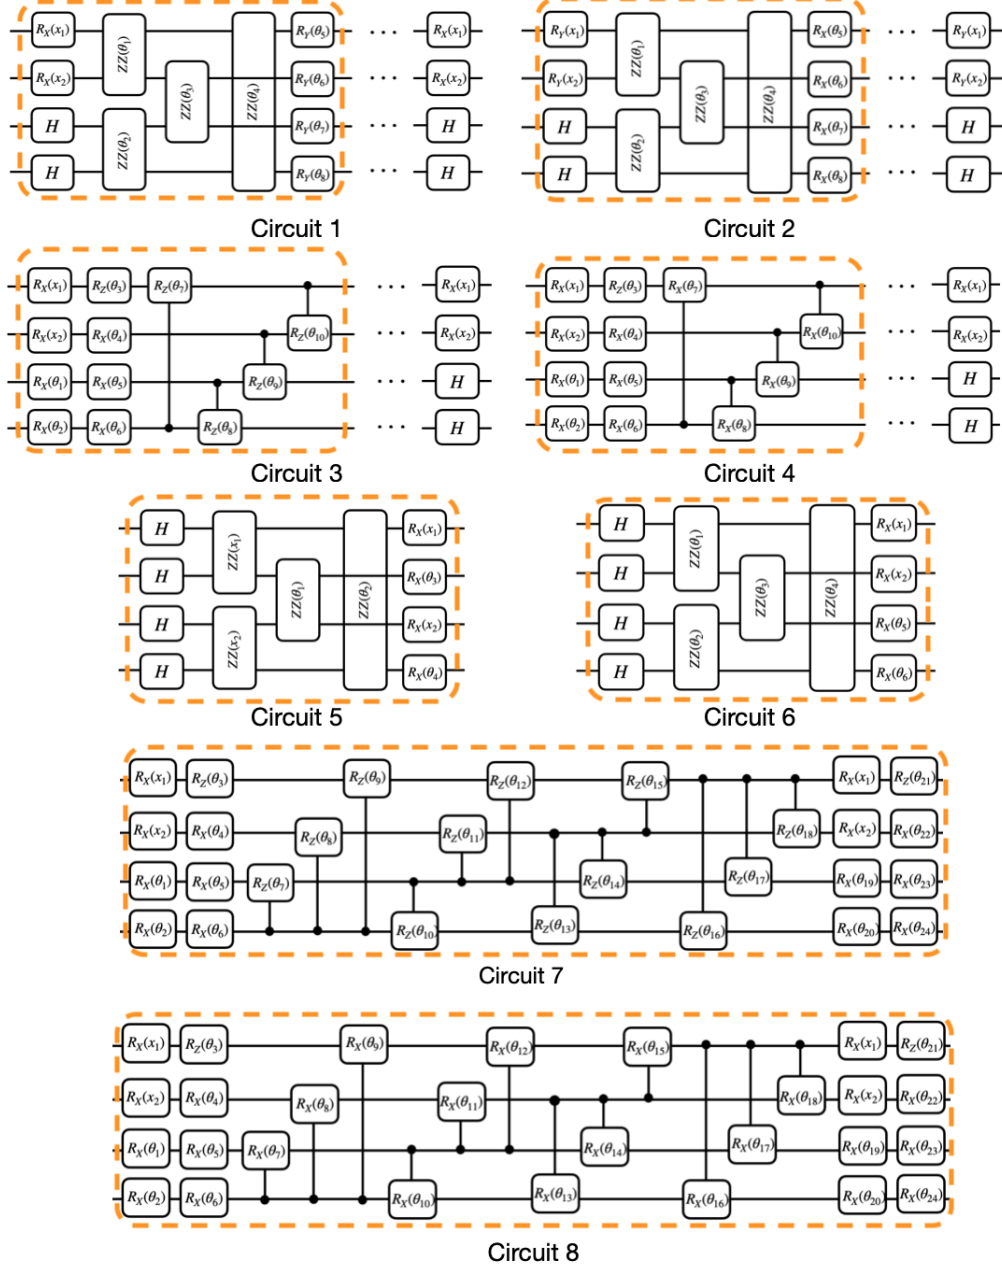 R_X(x_1) ZZ(θ_1) ZZ(θ_4) R_Y(θ_5) ··· R_X(x_1)
R_X(x_2) ZZ(θ_3) R_Y(θ_6) ··· R_X(x_2)
H ZZ(θ_2) R_Y(θ_7) ··· H
H R_Y(θ_8) ··· H
Circuit 1
R_Y(x_1) ZZ(θ_1) ZZ(θ_4) R_X(θ_5) ··· R_Y(x_1)
R_Y(x_2) ZZ(θ_3) R_X(θ_6) ··· R_Y(x_2)
H ZZ(θ_2) R_X(θ_7) ··· H
H R_X(θ_8) ··· H
Circuit 2
R_X(x_1) R_Z(θ_3) R_Z(θ_7) ··· R_X(x_1)
R_X(x_2) R_X(θ_4) R_Z(θ_10) ··· R_X(x_2)
R_X(θ_1) R_X(θ_5) R_Z(θ_9) ··· H
R_X(θ_2) R_X(θ_6) R_Z(θ_8) ··· H
Circuit 3
R_X(x_1) R_Z(θ_3) R_X(θ_7) ··· R_X(x_1)
R_X(x_2) R_X(θ_4) R_X(θ_10) ··· R_X(x_2)
R_X(θ_1) R_X(θ_5) R_X(θ_9) ··· H
R_X(θ_2) R_X(θ_6) R_X(θ_8) ··· H
Circuit 4
H ZZ(x_1) ZZ(θ_2) R_X(x_1)
H ZZ(θ_1) R_X(θ_3)
H ZZ(x_2) R_X(x_2)
H R_X(θ_4)
Circuit 5
H ZZ(θ_1) ZZ(θ_4) R_X(x_1)
H ZZ(θ_3) R_X(x_2)
H ZZ(θ_2) R_X(θ_5)
H R_X(θ_6)
Circuit 6
R_X(x_1) R_Z(θ_3) R_Z(θ_9) R_Z(θ_12) R_Z(θ_15) R_X(x_1) R_Z(θ_21)
R_X(x_2) R_X(θ_4) R_Z(θ_8) R_Z(θ_11) R_Z(θ_18) R_X(x_2) R_X(θ_22)
R_X(θ_1) R_X(θ_5) R_Z(θ_7) R_Z(θ_14) R_Z(θ_17) R_X(θ_19) R_X(θ_23)
R_X(θ_2) R_X(θ_6) R_Z(θ_10) R_Z(θ_13) R_Z(θ_16) R_X(θ_20) R_X(θ_24)
Circuit 7
R_X(x_1) R_Z(θ_3) R_X(θ_9) R_X(θ_12) R_X(θ_15) R_X(x_1) R_Z(θ_21)
R_X(x_2) R_X(θ_4) R_X(θ_8) R_X(θ_11) R_X(θ_18) R_X(x_2) R_X(θ_22)
R_X(θ_1) R_X(θ_5) R_X(θ_7) R_X(θ_14) R_X(θ_17) R_X(θ_19) R_X(θ_23)
R_X(θ_2) R_X(θ_6) R_X(θ_10) R_X(θ_13) R_X(θ_16) R_X(θ_20) R_X(θ_24)
Circuit 8